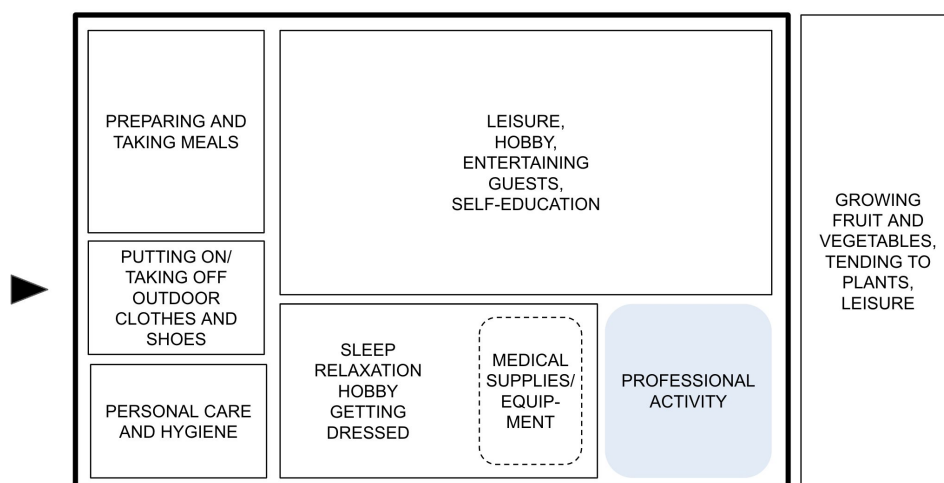 PREPARING AND
TAKING MEALS
LEISURE,
HOBBY,
ENTERTAINING
GUESTS,
SELF-EDUCATION
GROWING
FRUIT AND
VEGETABLES,
TENDING TO
PLANTS,
LEISURE
PUTTING ON/
TAKING OFF
OUTDOOR
CLOTHES AND
SHOES
SLEEP
RELAXATION
HOBBY
GETTING
DRESSED
MEDICAL
SUPPLIES/
EQUIP-
MENT
PROFESSIONAL
ACTIVITY
PERSONAL CARE
AND HYGIENE